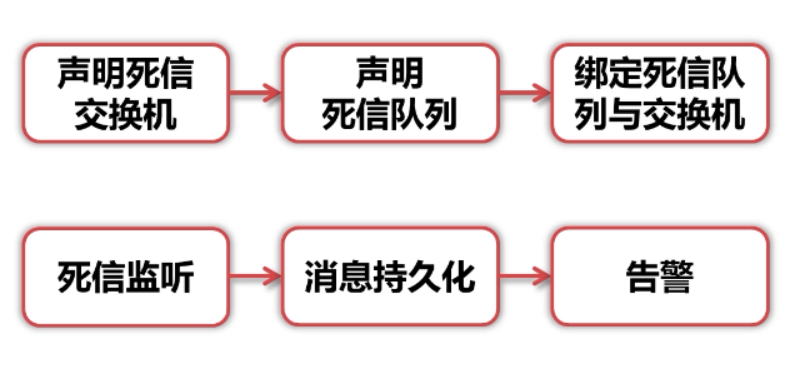 声明死信
交换机
声明
死信队列
绑定死信队
列与交换机
死信监听
消息持久化
告警